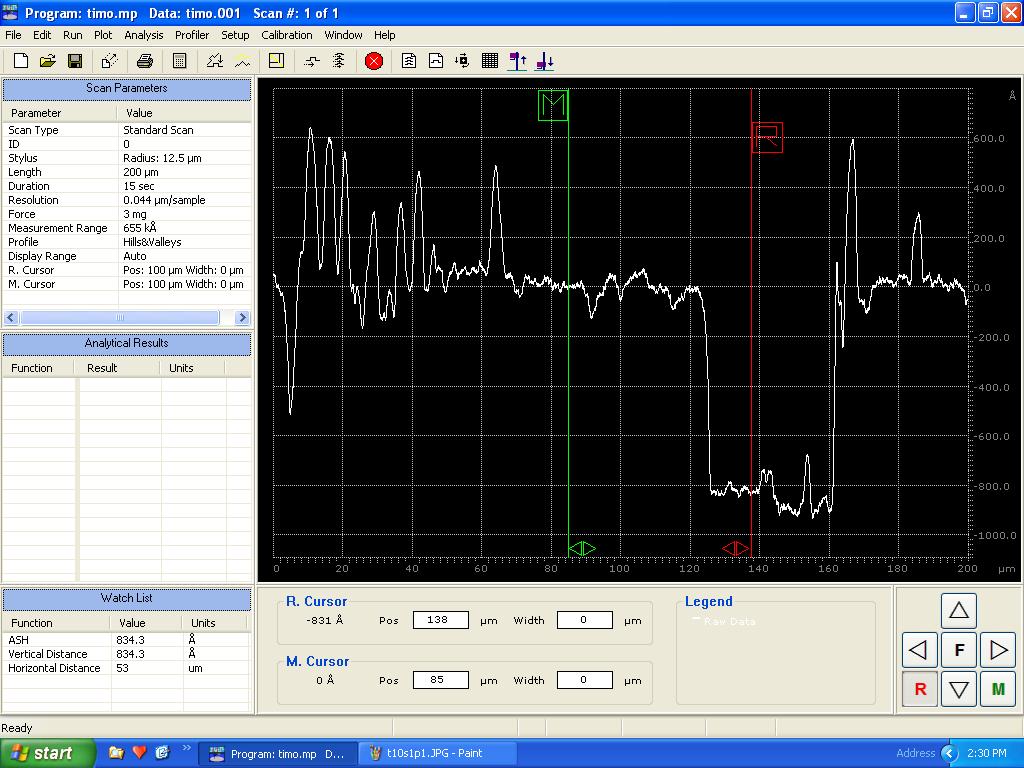 Program: timo.mp Data: timo.001 Scan #: 1 of 1
File Edit Run Plot Analysis Profiler Setup Calibration Window Help
Scan Parameters
Parameter Value
Scan Type Standard Scan
ID 0
Stylus Radius: 12.5 µm
Length 200 µm
Duration 15 sec
Resolution 0.044 µm/sample
Force 3 mg
Measurement Range 655 kÅ
Profile Hills&Valleys
Display Range Auto
R. Cursor Pos: 100 µm Width: 0 µm
M. Cursor Pos: 100 µm Width: 0 µm
Analytical Results
Function Result Units
Watch List
Function Value Units
ASH 834.3 Å
Vertical Distance 834.3 Å
Horizontal Distance 53 um
M
R
Å
600.0
400.0
200.0
0.0
-200.0
-400.0
-600.0
-800.0
-1000.0
0 20 40 60 80 100 120 140 160 180 200 µm
R. Cursor
-831 Å Pos 138 µm Width 0 µm
M. Cursor
0 Å Pos 85 µm Width 0 µm
Legend
Raw Data
F
R M
Ready
start Program: timo.mp D... t10s1p1.JPG - Paint Address 2:30 PM